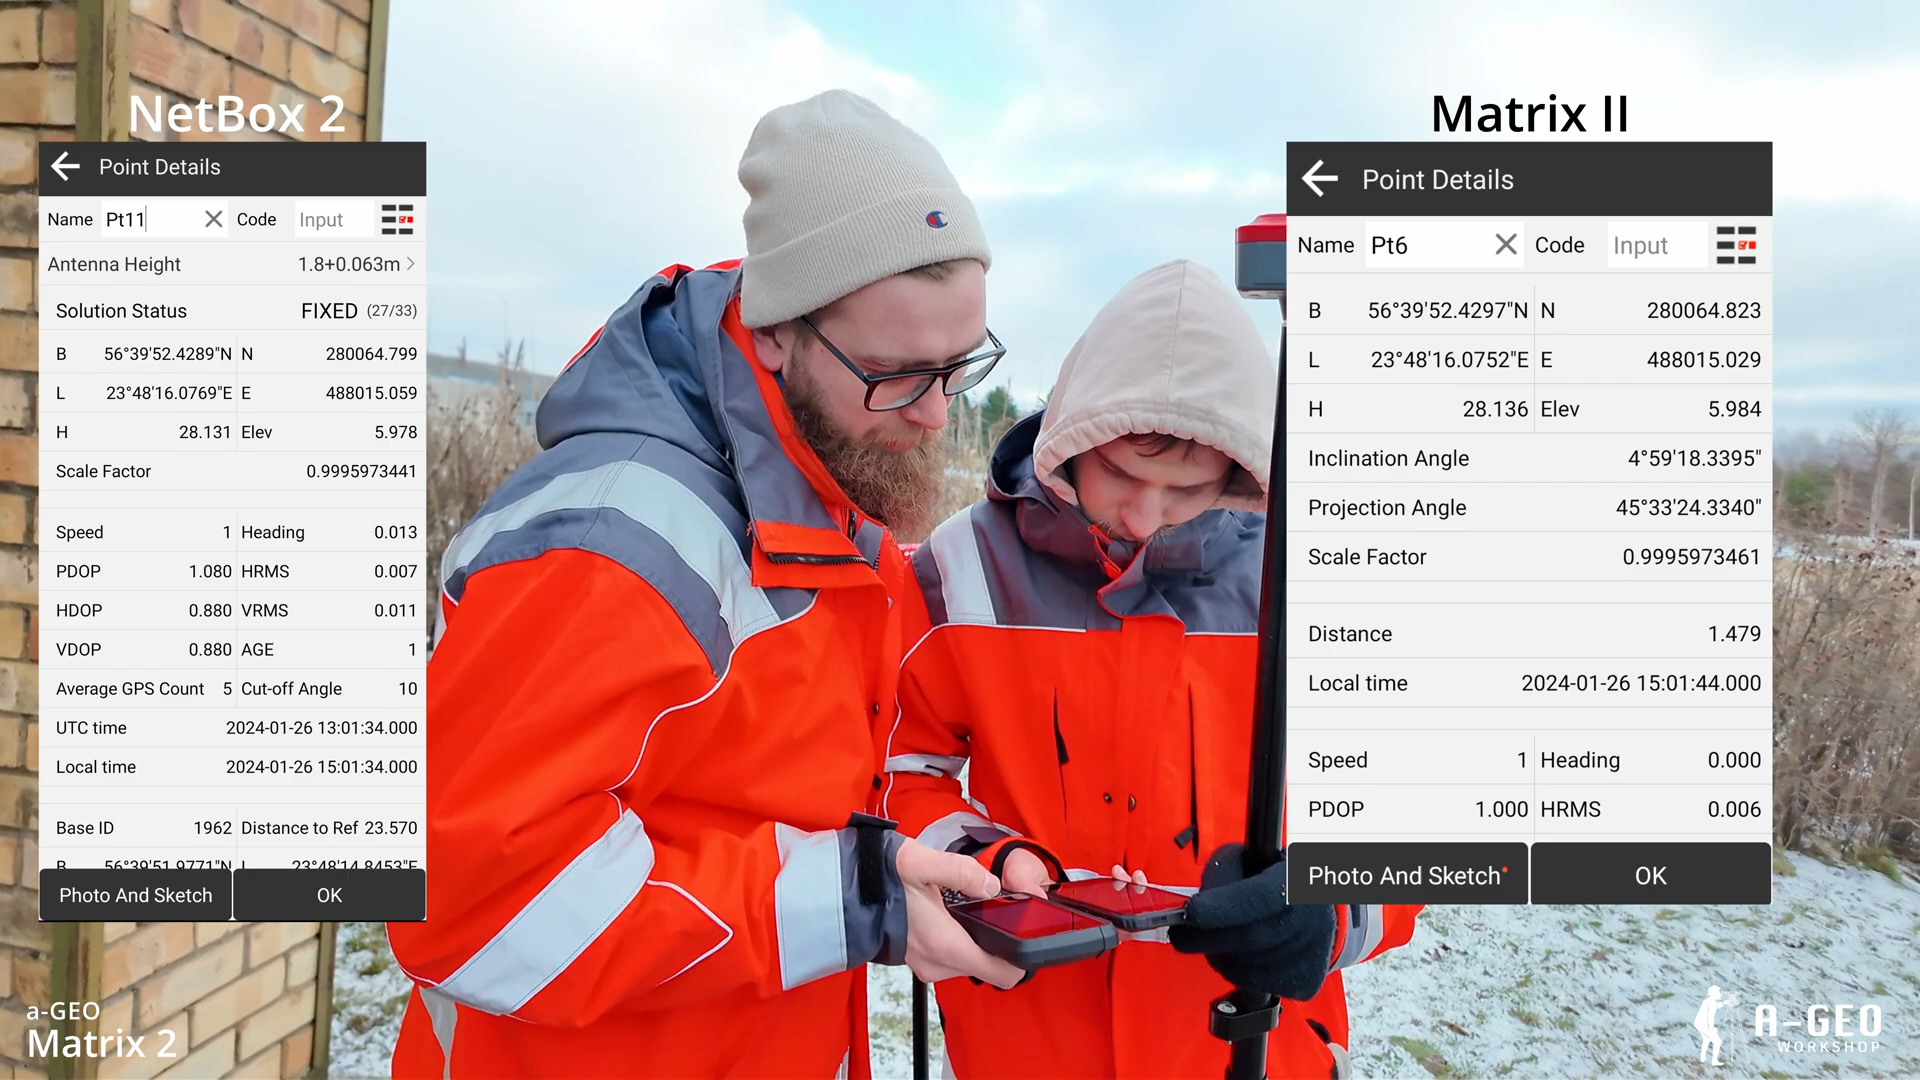 NetBox 2
Point Details
Name Pt11 Code Input
Antenna Height 1.8+0.063m
Solution Status FIXED (27/33)
B 56°39'52.4289"N N 280064.799
L 23°48'16.0769"E E 488015.059
H 28.131 Elev 5.978
Scale Factor 0.9995973441
Speed 1 Heading 0.013
PDOP 1.080 HRMS 0.007
HDOP 0.880 VRMS 0.011
VDOP 0.880 AGE 1
Average GPS Count 5 Cut-off Angle 10
UTC time 2024-01-26 13:01:34.000
Local time 2024-01-26 15:01:34.000
Base ID 1962 Distance to Ref 23.570
B 56°39'51.9771"N L 23°48'14.8453"E
Photo And Sketch OK
Matrix II
Point Details
Name Pt6 Code Input
B 56°39'52.4297"N N 280064.823
L 23°48'16.0752"E E 488015.029
H 28.136 Elev 5.984
Inclination Angle 4°59'18.3395"
Projection Angle 45°33'24.3340"
Scale Factor 0.9995973461
Distance 1.479
Local time 2024-01-26 15:01:44.000
Speed 1 Heading 0.000
PDOP 1.000 HRMS 0.006
Photo And Sketch OK
a-GEO
Matrix 2
A-GEO
WORKSHOP